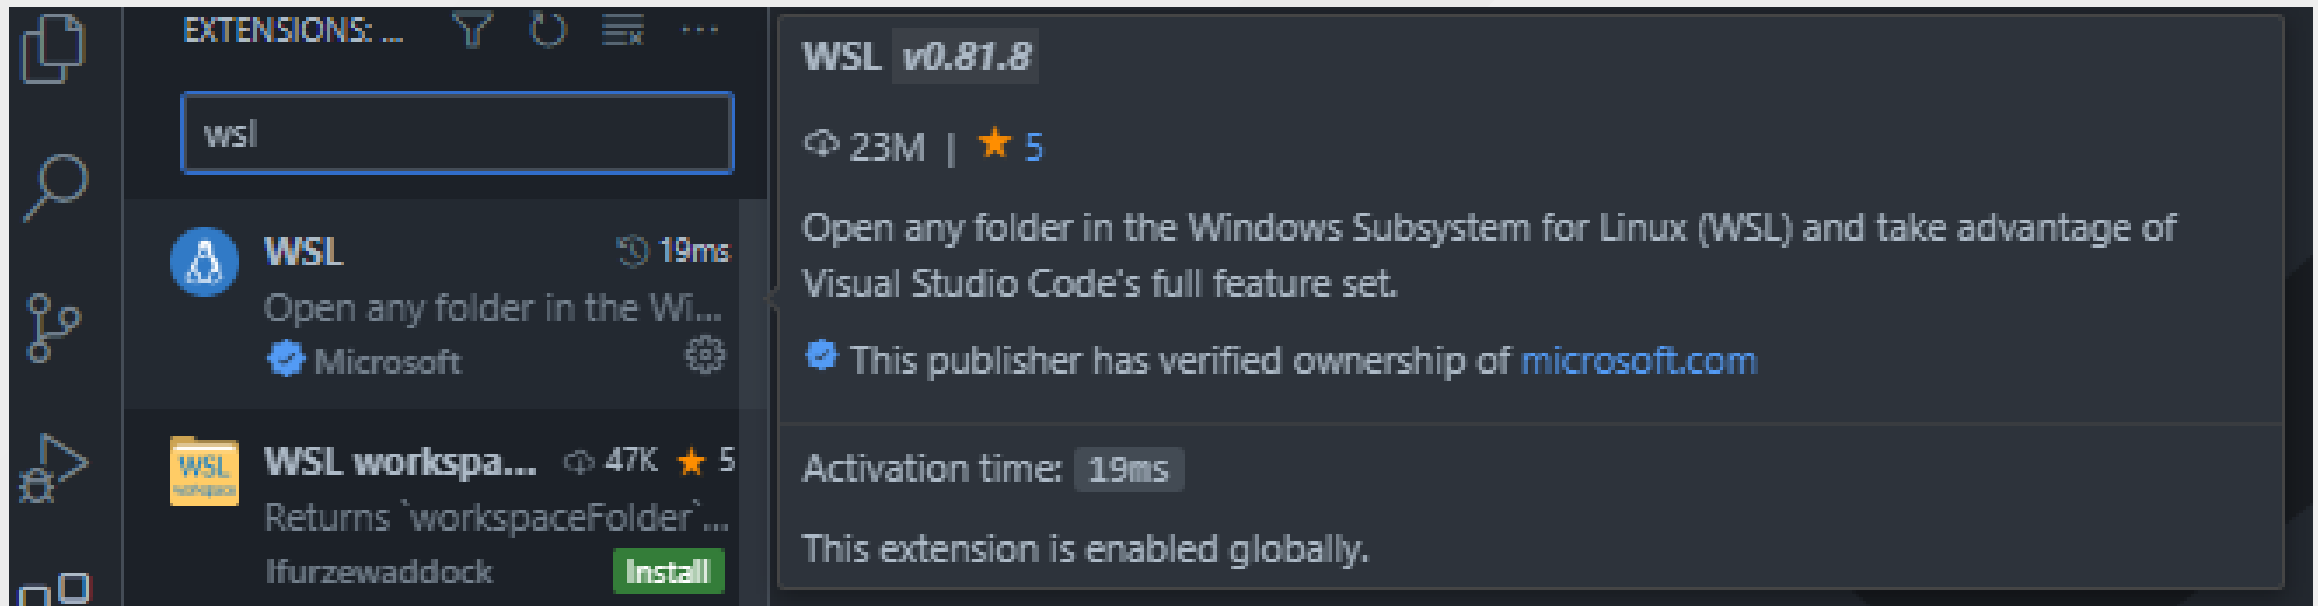 EXTENSIONS: ...
wsl
WSL 19ms
Open any folder in the Wi...
Microsoft
WSL workspa... 47K 5
Returns `workspaceFolder`...
lfurzewaddock
Install
WSL
workspace
WSL v0.81.8
23M | 5
Open any folder in the Windows Subsystem for Linux (WSL) and take advantage of
Visual Studio Code's full feature set.
This publisher has verified ownership of microsoft.com
Activation time: 19ms
This extension is enabled globally.